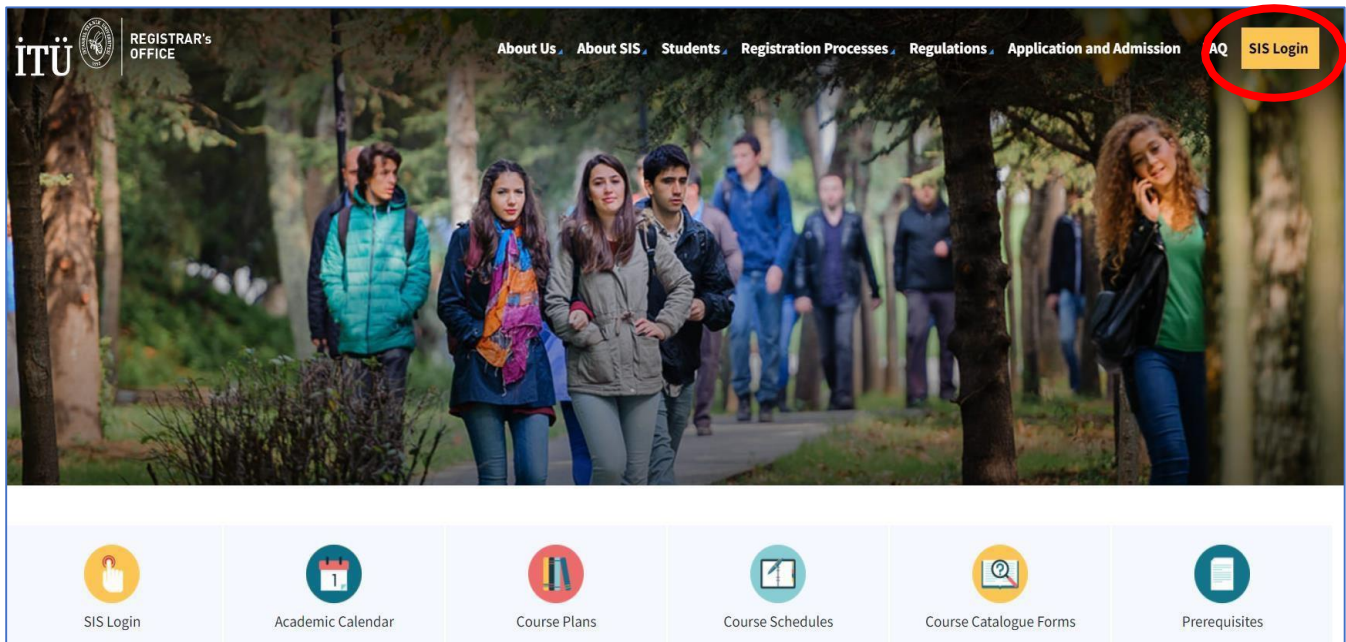 İTÜ
REGISTRAR's
OFFICE
About Us About SIS Students Registration Processes Regulations Application and Admission AQ SIS Login
1
SIS Login Academic Calendar Course Plans Course Schedules Course Catalogue Forms Prerequisites